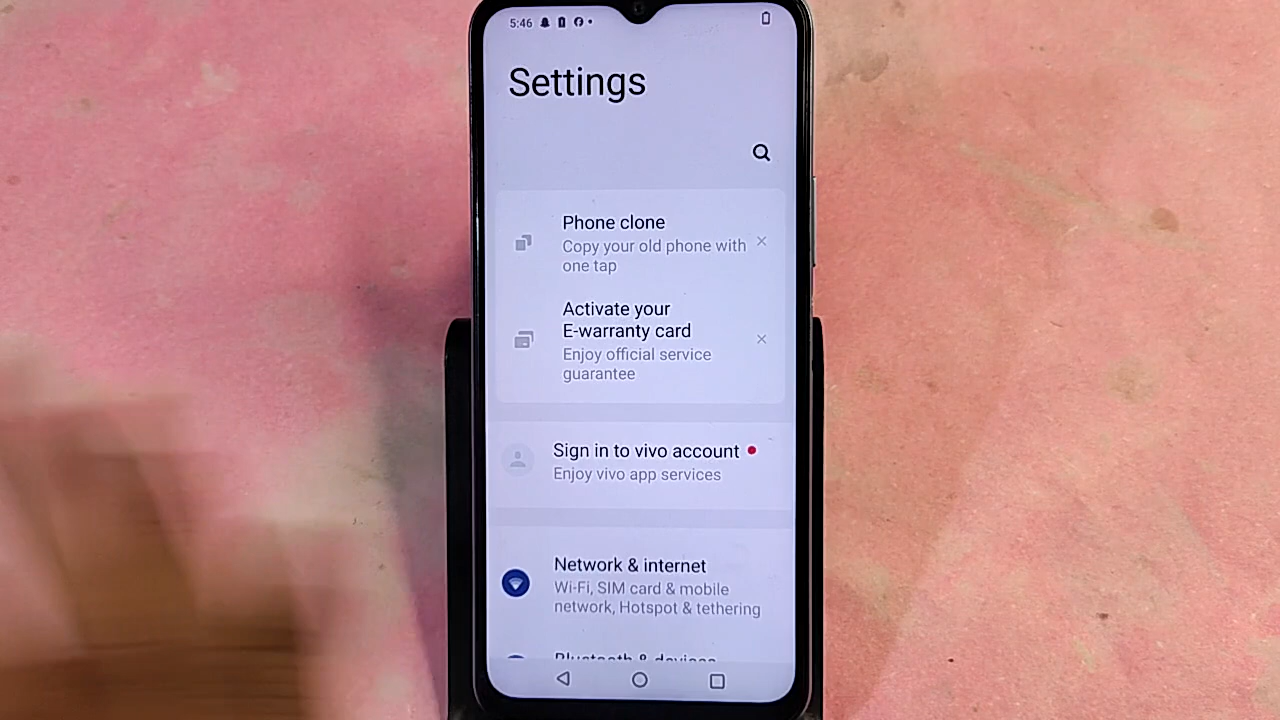 5:46
Settings
Phone clone
Copy your old phone with
one tap
Activate your
E-warranty card
Enjoy official service
guarantee
Sign in to vivo account
Enjoy vivo app services
Network & internet
Wi-Fi, SIM card & mobile
network, Hotspot & tethering
Bluetooth & devices